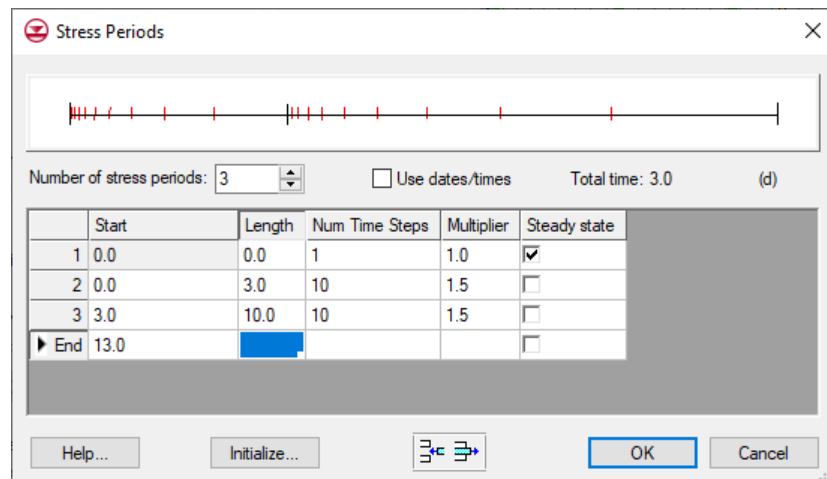 Stress Periods
Number of stress periods: 3 Use dates/times Total time: 3.0 (d)
Start Length Num Time Steps Multiplier Steady state
1 0.0 0.0 1 1.0
2 0.0 3.0 10 1.5
3 3.0 10.0 10 1.5
End 13.0
Help... Initialize... OK Cancel